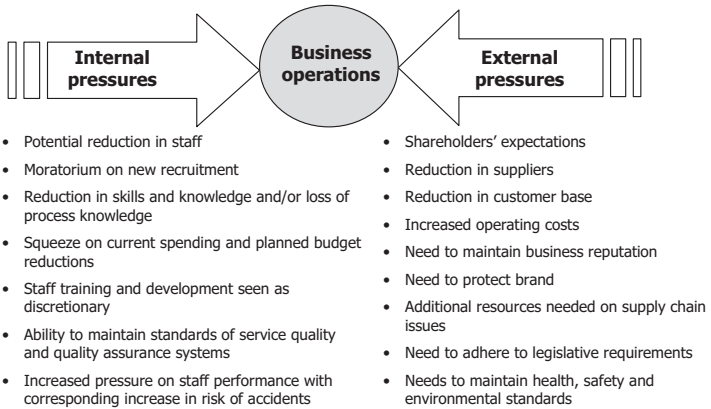 Internal
pressures
Business
operations
External
pressures
• Potential reduction in staff
• Moratorium on new recruitment
• Reduction in skills and knowledge and/or loss of
process knowledge
• Squeeze on current spending and planned budget
reductions
• Staff training and development seen as
discretionary
• Ability to maintain standards of service quality
and quality assurance systems
• Increased pressure on staff performance with
corresponding increase in risk of accidents
• Shareholders’ expectations
• Reduction in suppliers
• Reduction in customer base
• Increased operating costs
• Need to maintain business reputation
• Need to protect brand
• Additional resources needed on supply chain
issues
• Need to adhere to legislative requirements
• Needs to maintain health, safety and
environmental standards